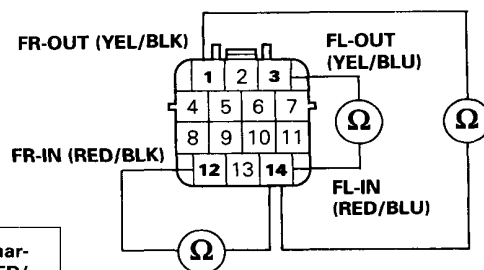 FR-OUT (YEL/BLK)
FL-OUT
(YEL/BLU)
1 2 3
4 5 6 7
Ω Ω
8 9 10 11
FR-IN (RED/BLK)
12 13 14
FL-IN
(RED/BLU)
Ω